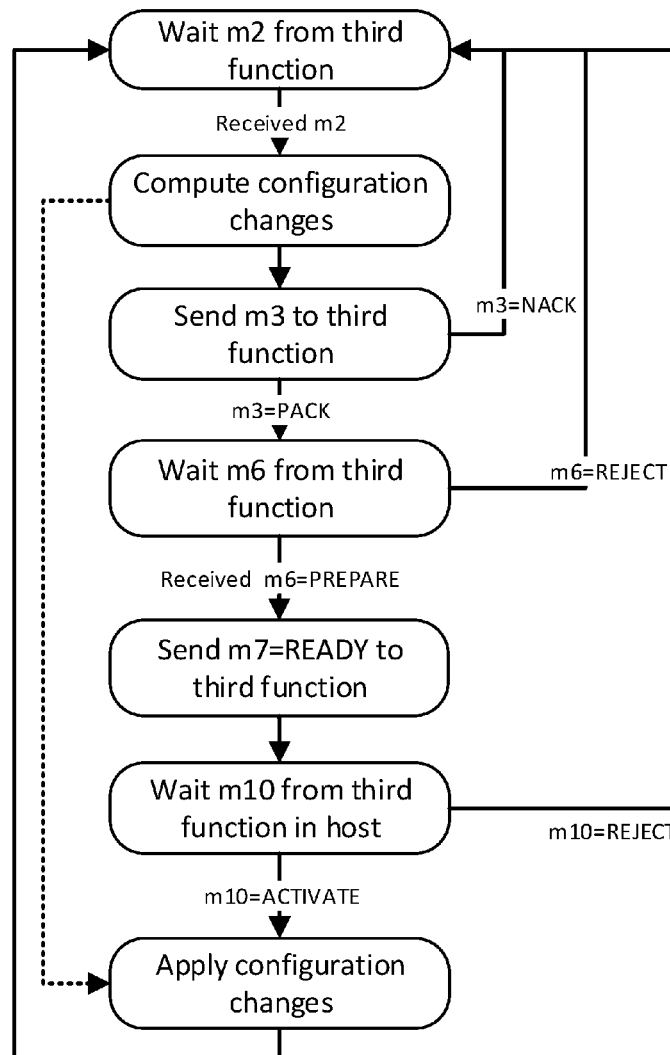 Wait m2 from third
function
Received m2
Compute configuration
changes
Send m3 to third
function
m3=NACK
m3=PACK
Wait m6 from third
function
m6=REJECT
Received m6=PREPARE
Send m7=READY to
third function
Wait m10 from third
function in host
m10=REJECT
m10=ACTIVATE
Apply configuration
changes